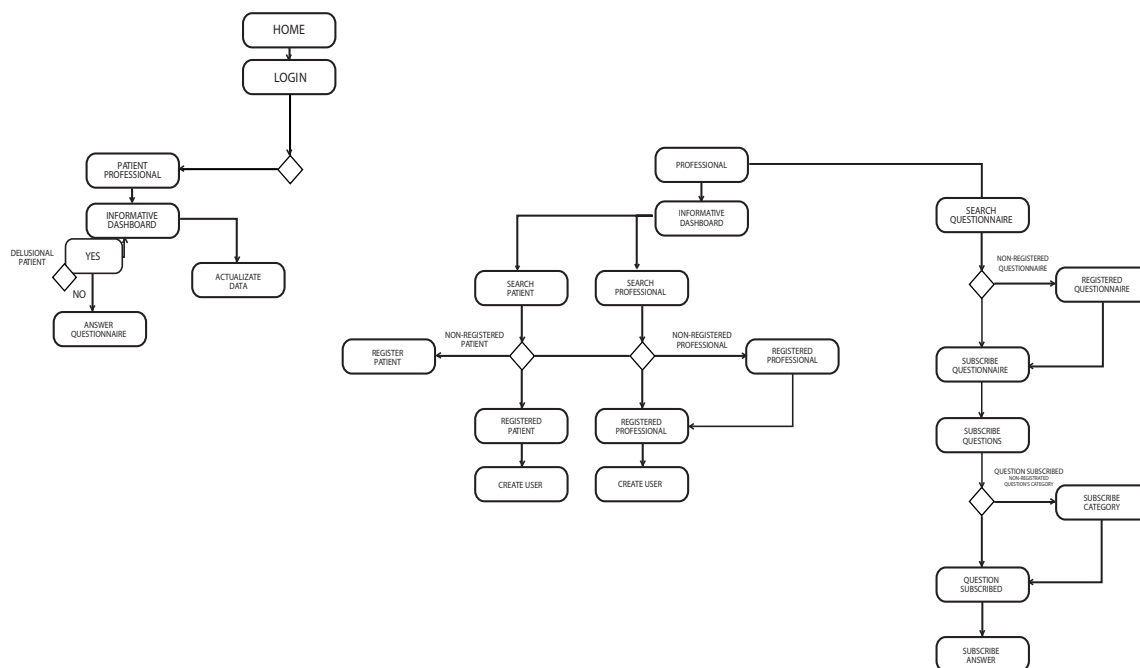 HOME
LOGIN
PATIENT
PROFESSIONAL
INFORMATIVE
DASHBOARD
DELUSIONAL
PATIENT
YES
NO
ACTUALIZATE
DATA
ANSWER
QUESTIONNAIRE
PROFESSIONAL
INFORMATIVE
DASHBOARD
SEARCH
PATIENT
SEARCH
PROFESSIONAL
NON-REGISTERED
PATIENT
NON-REGISTERED
PROFESSIONAL
REGISTER
PATIENT
REGISTERED
PROFESSIONAL
REGISTERED
PATIENT
REGISTERED
PROFESSIONAL
CREATE USER
CREATE USER
SEARCH
QUESTIONNAIRE
NON-REGISTERED
QUESTIONNAIRE
REGISTERED
QUESTIONNAIRE
SUBSCRIBE
QUESTIONNAIRE
SUBSCRIBE
QUESTIONS
QUESTION SUBSCRIBED
NON-REGISTRATED
QUESTION'S CATEGORY
SUBSCRIBE
CATEGORY
QUESTION
SUBSCRIBED
SUBSCRIBE
ANSWER